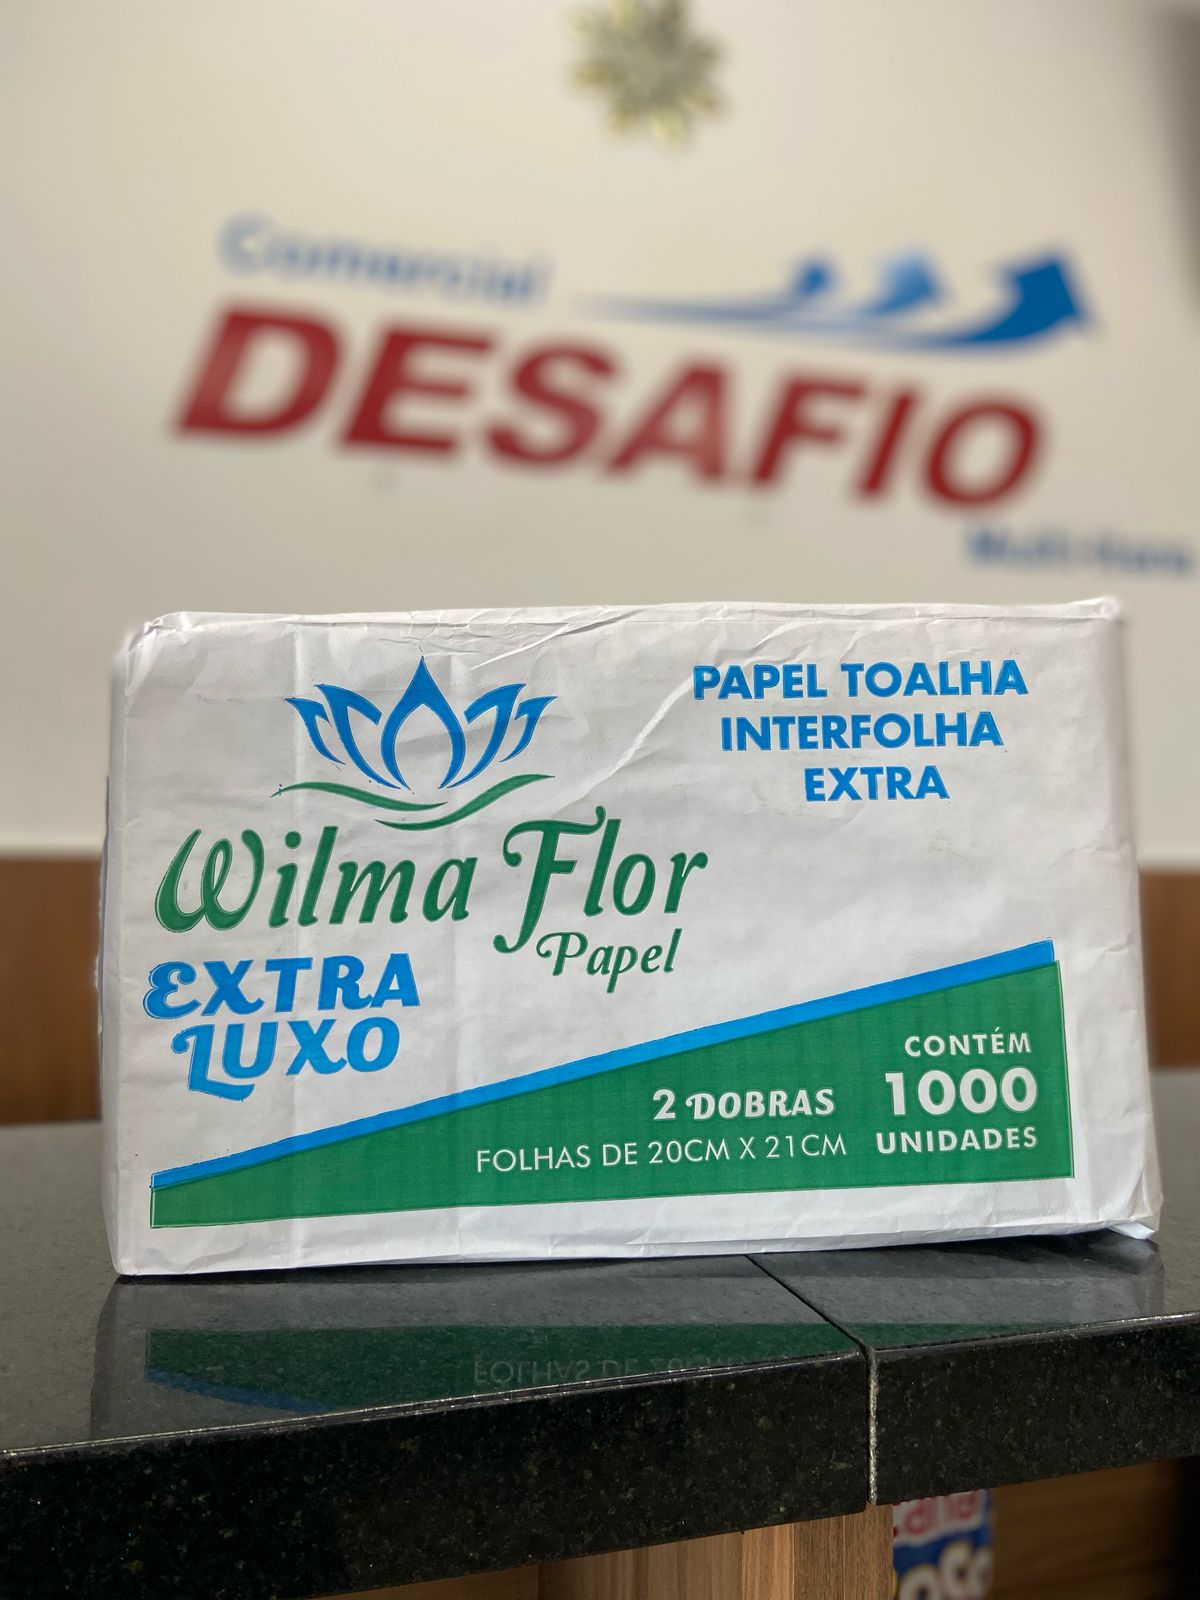 Comercial
DESAFIO
PAPEL TOALHA
INTERFOLHA
EXTRA
Wilma Flor
Papel
EXTRA
LUXO
CONTÉM
1000
UNIDADES
2 DOBRAS
FOLHAS DE 20CM X 21CM